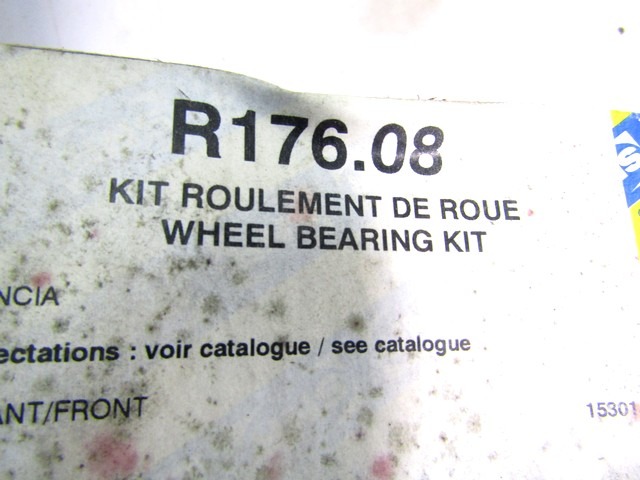 R176.08
KIT ROULEMENT DE ROUE
WHEEL BEARING KIT
NCIA
ectations : voir catalogue / see catalogue
ANT/FRONT
15301